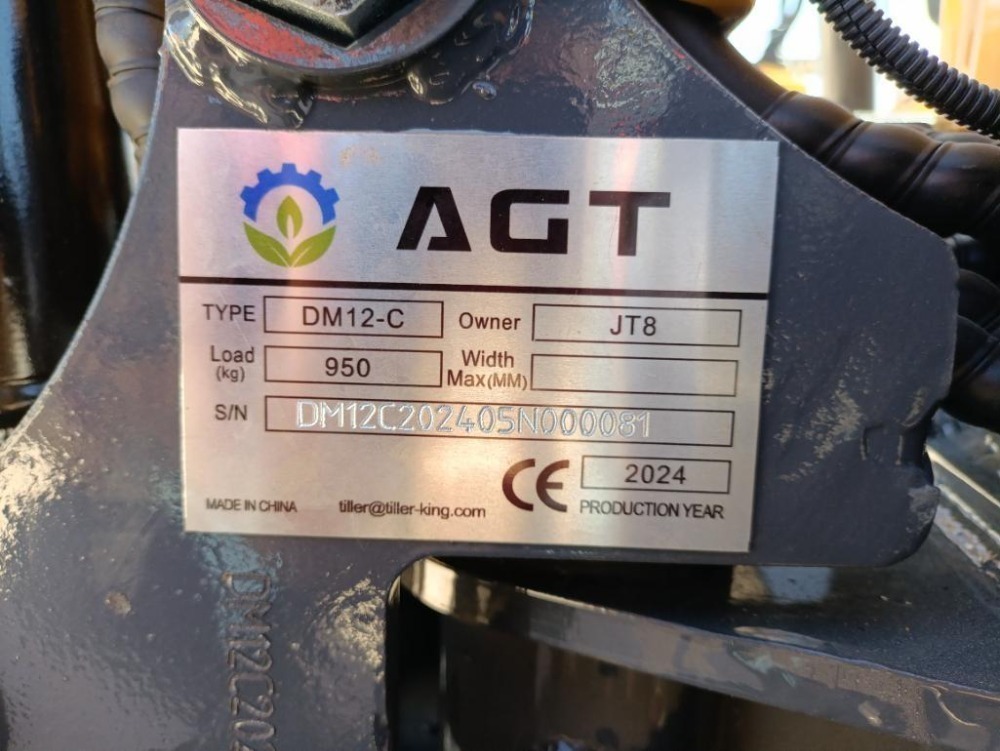 AGT
TYPE DM12-C Owner JT8
Load (kg) 950 Width Max(MM)
S/N DM12C202405N000081
CE 2024
MADE IN CHINA tiller@tiller-king.com PRODUCTION YEAR
DM12C202